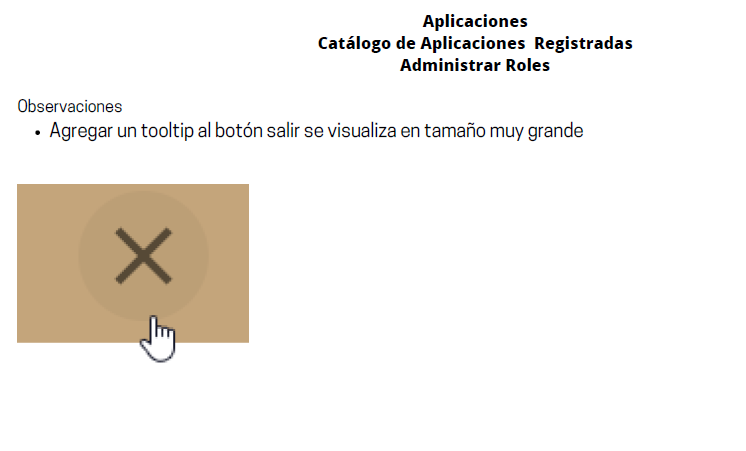 Aplicaciones
Catálogo de Aplicaciones Registradas
Administrar Roles
Observaciones
• Agregar un tooltip al botón salir se visualiza en tamaño muy grande